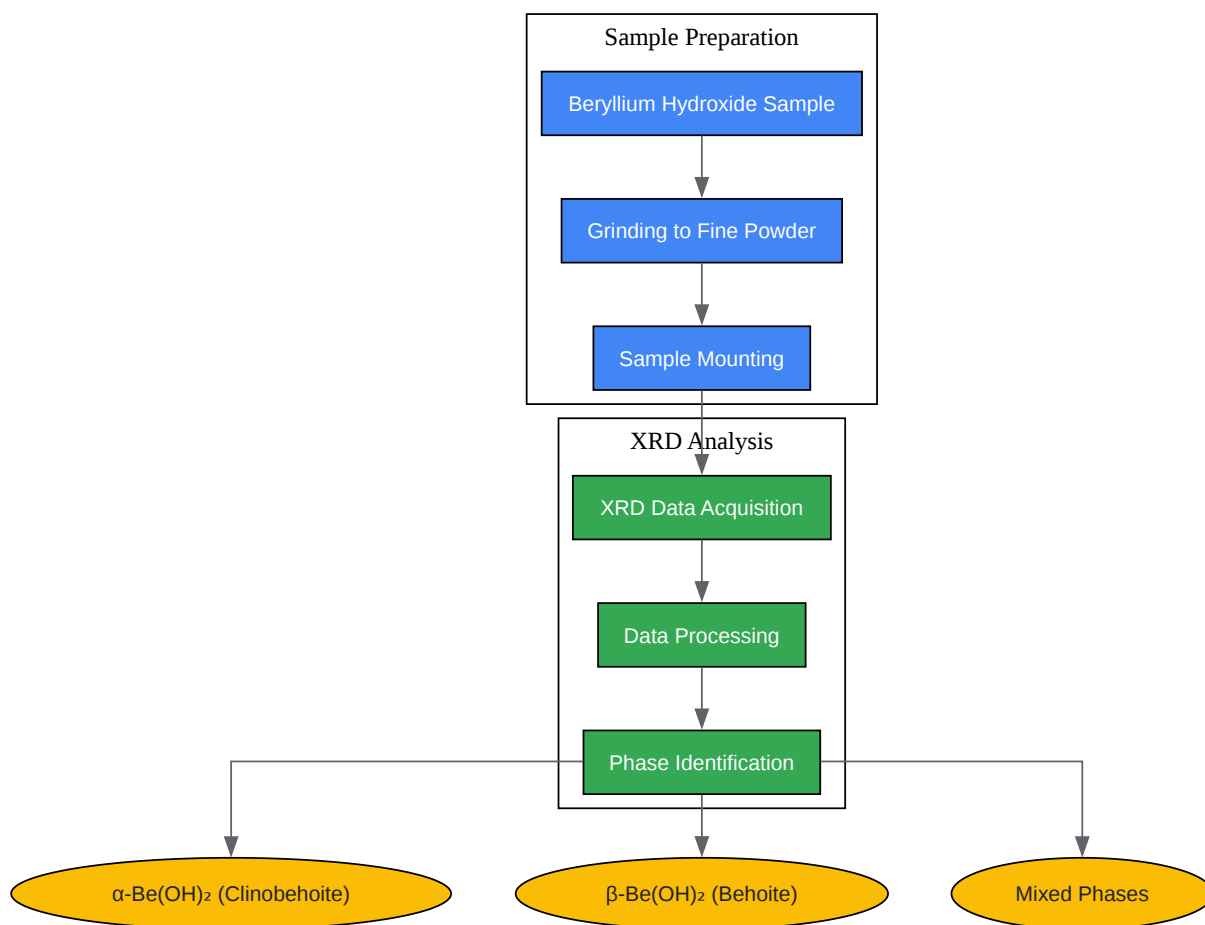 Sample Preparation
Beryllium Hydroxide Sample
Grinding to Fine Powder
Sample Mounting
XRD Analysis
XRD Data Acquisition
Data Processing
Phase Identification
α-Be(OH)₂ (Clinobehoite)
β-Be(OH)₂ (Behoite)
Mixed Phases